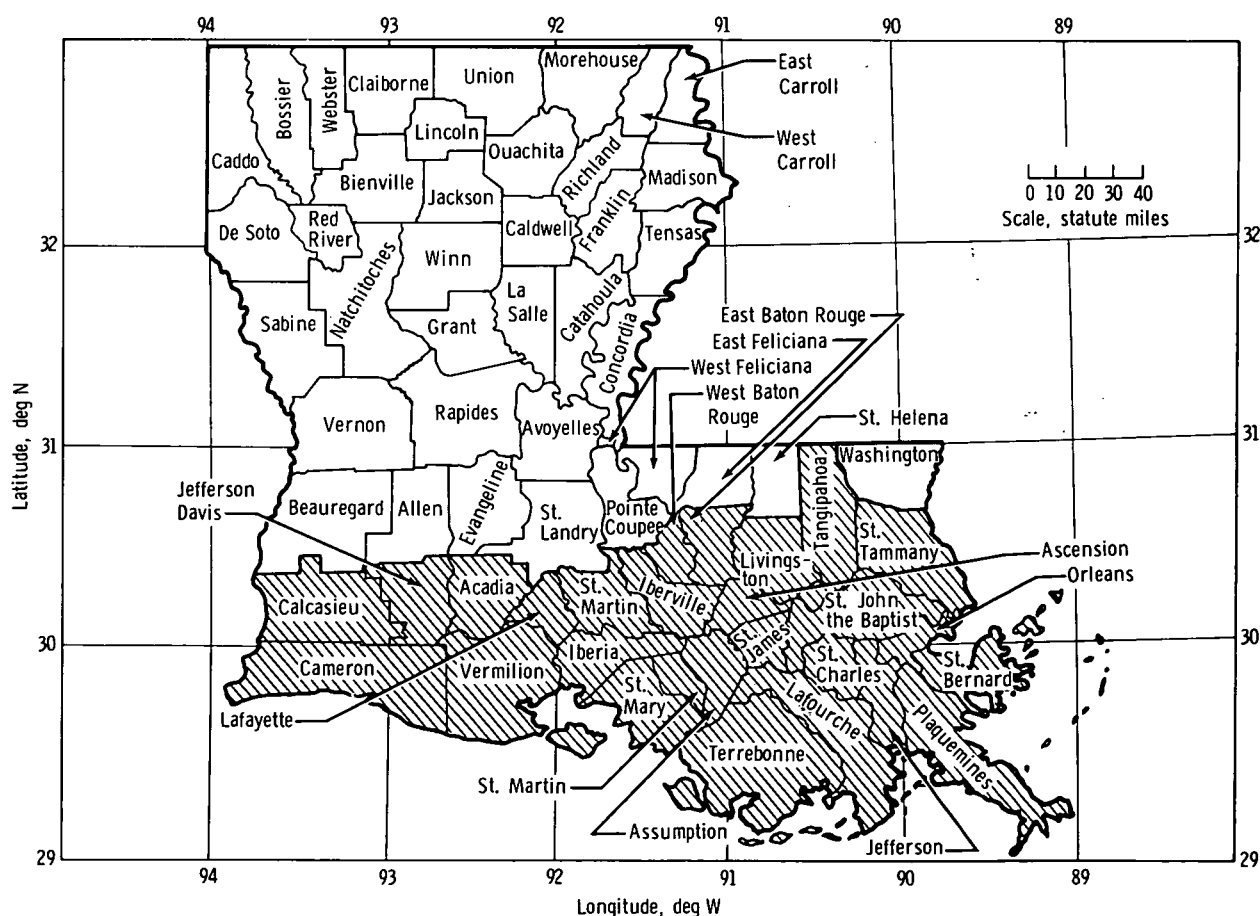 94
93
92
91
90
89
Claiborne
Union
Morehouse
East
Carroll
Bossier
Webster
Lincoln
West
Carroll
Caddo
Ouachita
Richland
Bienville
Jackson
Madison
0 10 20 30 40
Scale, statute miles
De Soto
Red
River
Caldwell
Franklin
Tensas
32
32
Natchitoches
Winn
La
Salle
Catahoula
Sabine
Grant
Concordia
East Baton Rouge
East Feliciana
West Feliciana
West Baton
Rouge
Latitude, deg N
Vernon
Rapides
Avoyelles
St. Helena
31
31
Washington
Jefferson
Davis
Beauregard
Allen
Evangeline
St.
Landry
Pointe
Coupee
Tangipahoa
St.
Tammany
Livings-
ton
Ascension
Orleans
Calcasieu
Acadia
St.
Martin
Iberville
St. John
the Baptist
30
30
Cameron
Vermilion
Iberia
St.
James
St.
Charles
St.
Bernard
Lafayette
St.
Mary
Lafourche
Plaquemines
Terrebonne
St. Martin
Assumption
Jefferson
29
29
94
93
92
91
90
89
Longitude, deg W